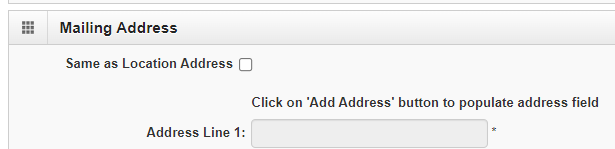 Mailing Address
Same as Location Address
Click on 'Add Address' button to populate address field
Address Line 1: *